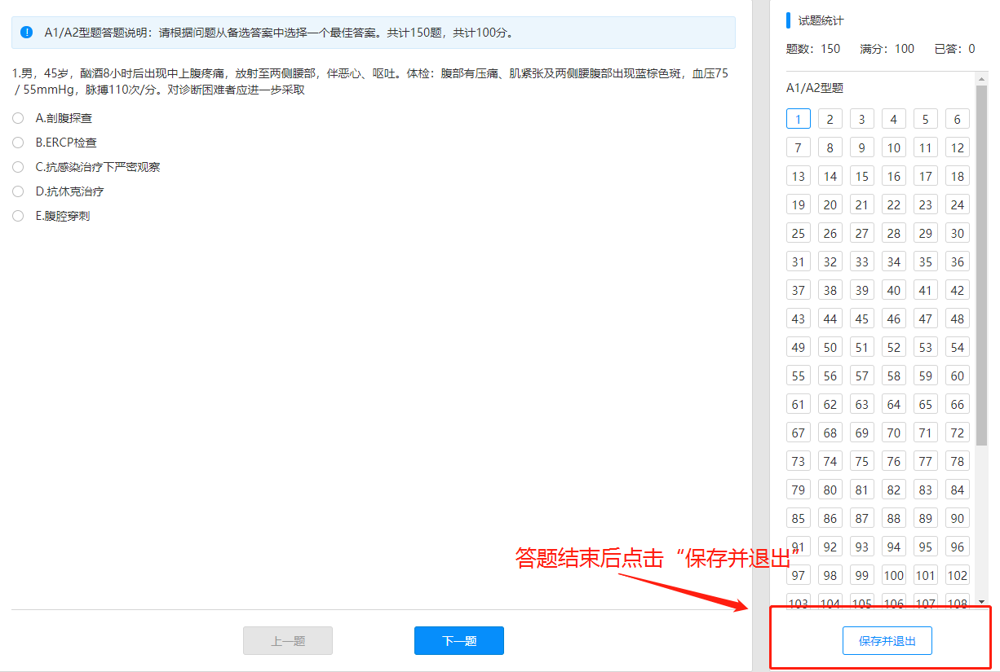 A1/A2型题答题说明：请根据问题从备选答案中选择一个最佳答案。共计150题，共计100分。
1.男，45岁，酗酒8小时后出现中上腹疼痛，放射至两侧腰部，伴恶心、呕吐。体检：腹部有压痛、肌紧张及两侧腰腹部出现蓝棕色斑，血压75
／55mmHg，脉搏110次/分。对诊断困难者应进一步采取
A.剖腹探查
B.ERCP检查
C.抗感染治疗下严密观察
D.抗休克治疗
E.腹腔穿刺
答题结束后点击“保存并退出”
上一题
下一题
试题统计
题数：150 满分：100 已答：0
A1/A2型题
1 2 3 4 5 6
7 8 9 10 11 12
13 14 15 16 17 18
19 20 21 22 23 24
25 26 27 28 29 30
31 32 33 34 35 36
37 38 39 40 41 42
43 44 45 46 47 48
49 50 51 52 53 54
55 56 57 58 59 60
61 62 63 64 65 66
67 68 69 70 71 72
73 74 75 76 77 78
79 80 81 82 83 84
85 86 87 88 89 90
91 92 93 94 95 96
97 98 99 100 101 102
103 104 105 106 107 108
保存并退出